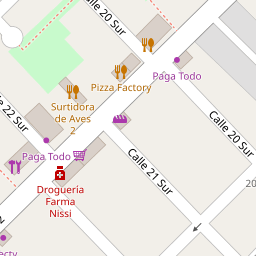 Calle 20 Sur
Paga Todo
Pizza Factory
Surtidora
de Aves
2
Calle 20 Sur
Calle 22 Sur
Paga Todo
Calle 21 Sur
Droguería
Farma
Nissi
20